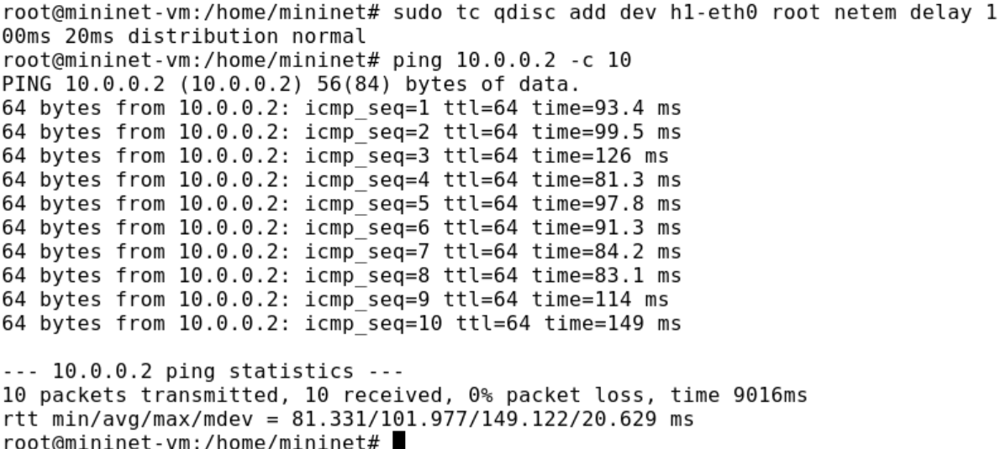 root@mininet-vm:/home/mininet# sudo tc qdisc add dev h1-eth0 root netem delay 1
00ms 20ms distribution normal
root@mininet-vm:/home/mininet# ping 10.0.0.2 -c 10
PING 10.0.0.2 (10.0.0.2) 56(84) bytes of data.
64 bytes from 10.0.0.2: icmp_seq=1 ttl=64 time=93.4 ms
64 bytes from 10.0.0.2: icmp_seq=2 ttl=64 time=99.5 ms
64 bytes from 10.0.0.2: icmp_seq=3 ttl=64 time=126 ms
64 bytes from 10.0.0.2: icmp_seq=4 ttl=64 time=81.3 ms
64 bytes from 10.0.0.2: icmp_seq=5 ttl=64 time=97.8 ms
64 bytes from 10.0.0.2: icmp_seq=6 ttl=64 time=91.3 ms
64 bytes from 10.0.0.2: icmp_seq=7 ttl=64 time=84.2 ms
64 bytes from 10.0.0.2: icmp_seq=8 ttl=64 time=83.1 ms
64 bytes from 10.0.0.2: icmp_seq=9 ttl=64 time=114 ms
64 bytes from 10.0.0.2: icmp_seq=10 ttl=64 time=149 ms

--- 10.0.0.2 ping statistics ---
10 packets transmitted, 10 received, 0% packet loss, time 9016ms
rtt min/avg/max/mdev = 81.331/101.977/149.122/20.629 ms
root@mininet-vm:/home/mininet#